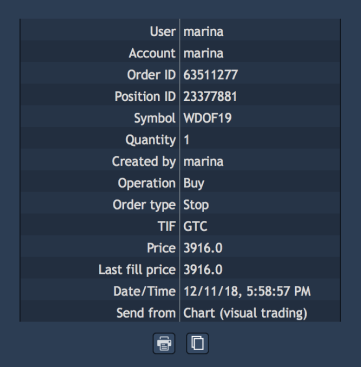 User marina
Account marina
Order ID 63511277
Position ID 23377881
Symbol WDOF19
Quantity 1
Created by marina
Operation Buy
Order type Stop
TIF GTC
Price 3916.0
Last fill price 3916.0
Date/Time 12/11/18, 5:58:57 PM
Send from Chart (visual trading)